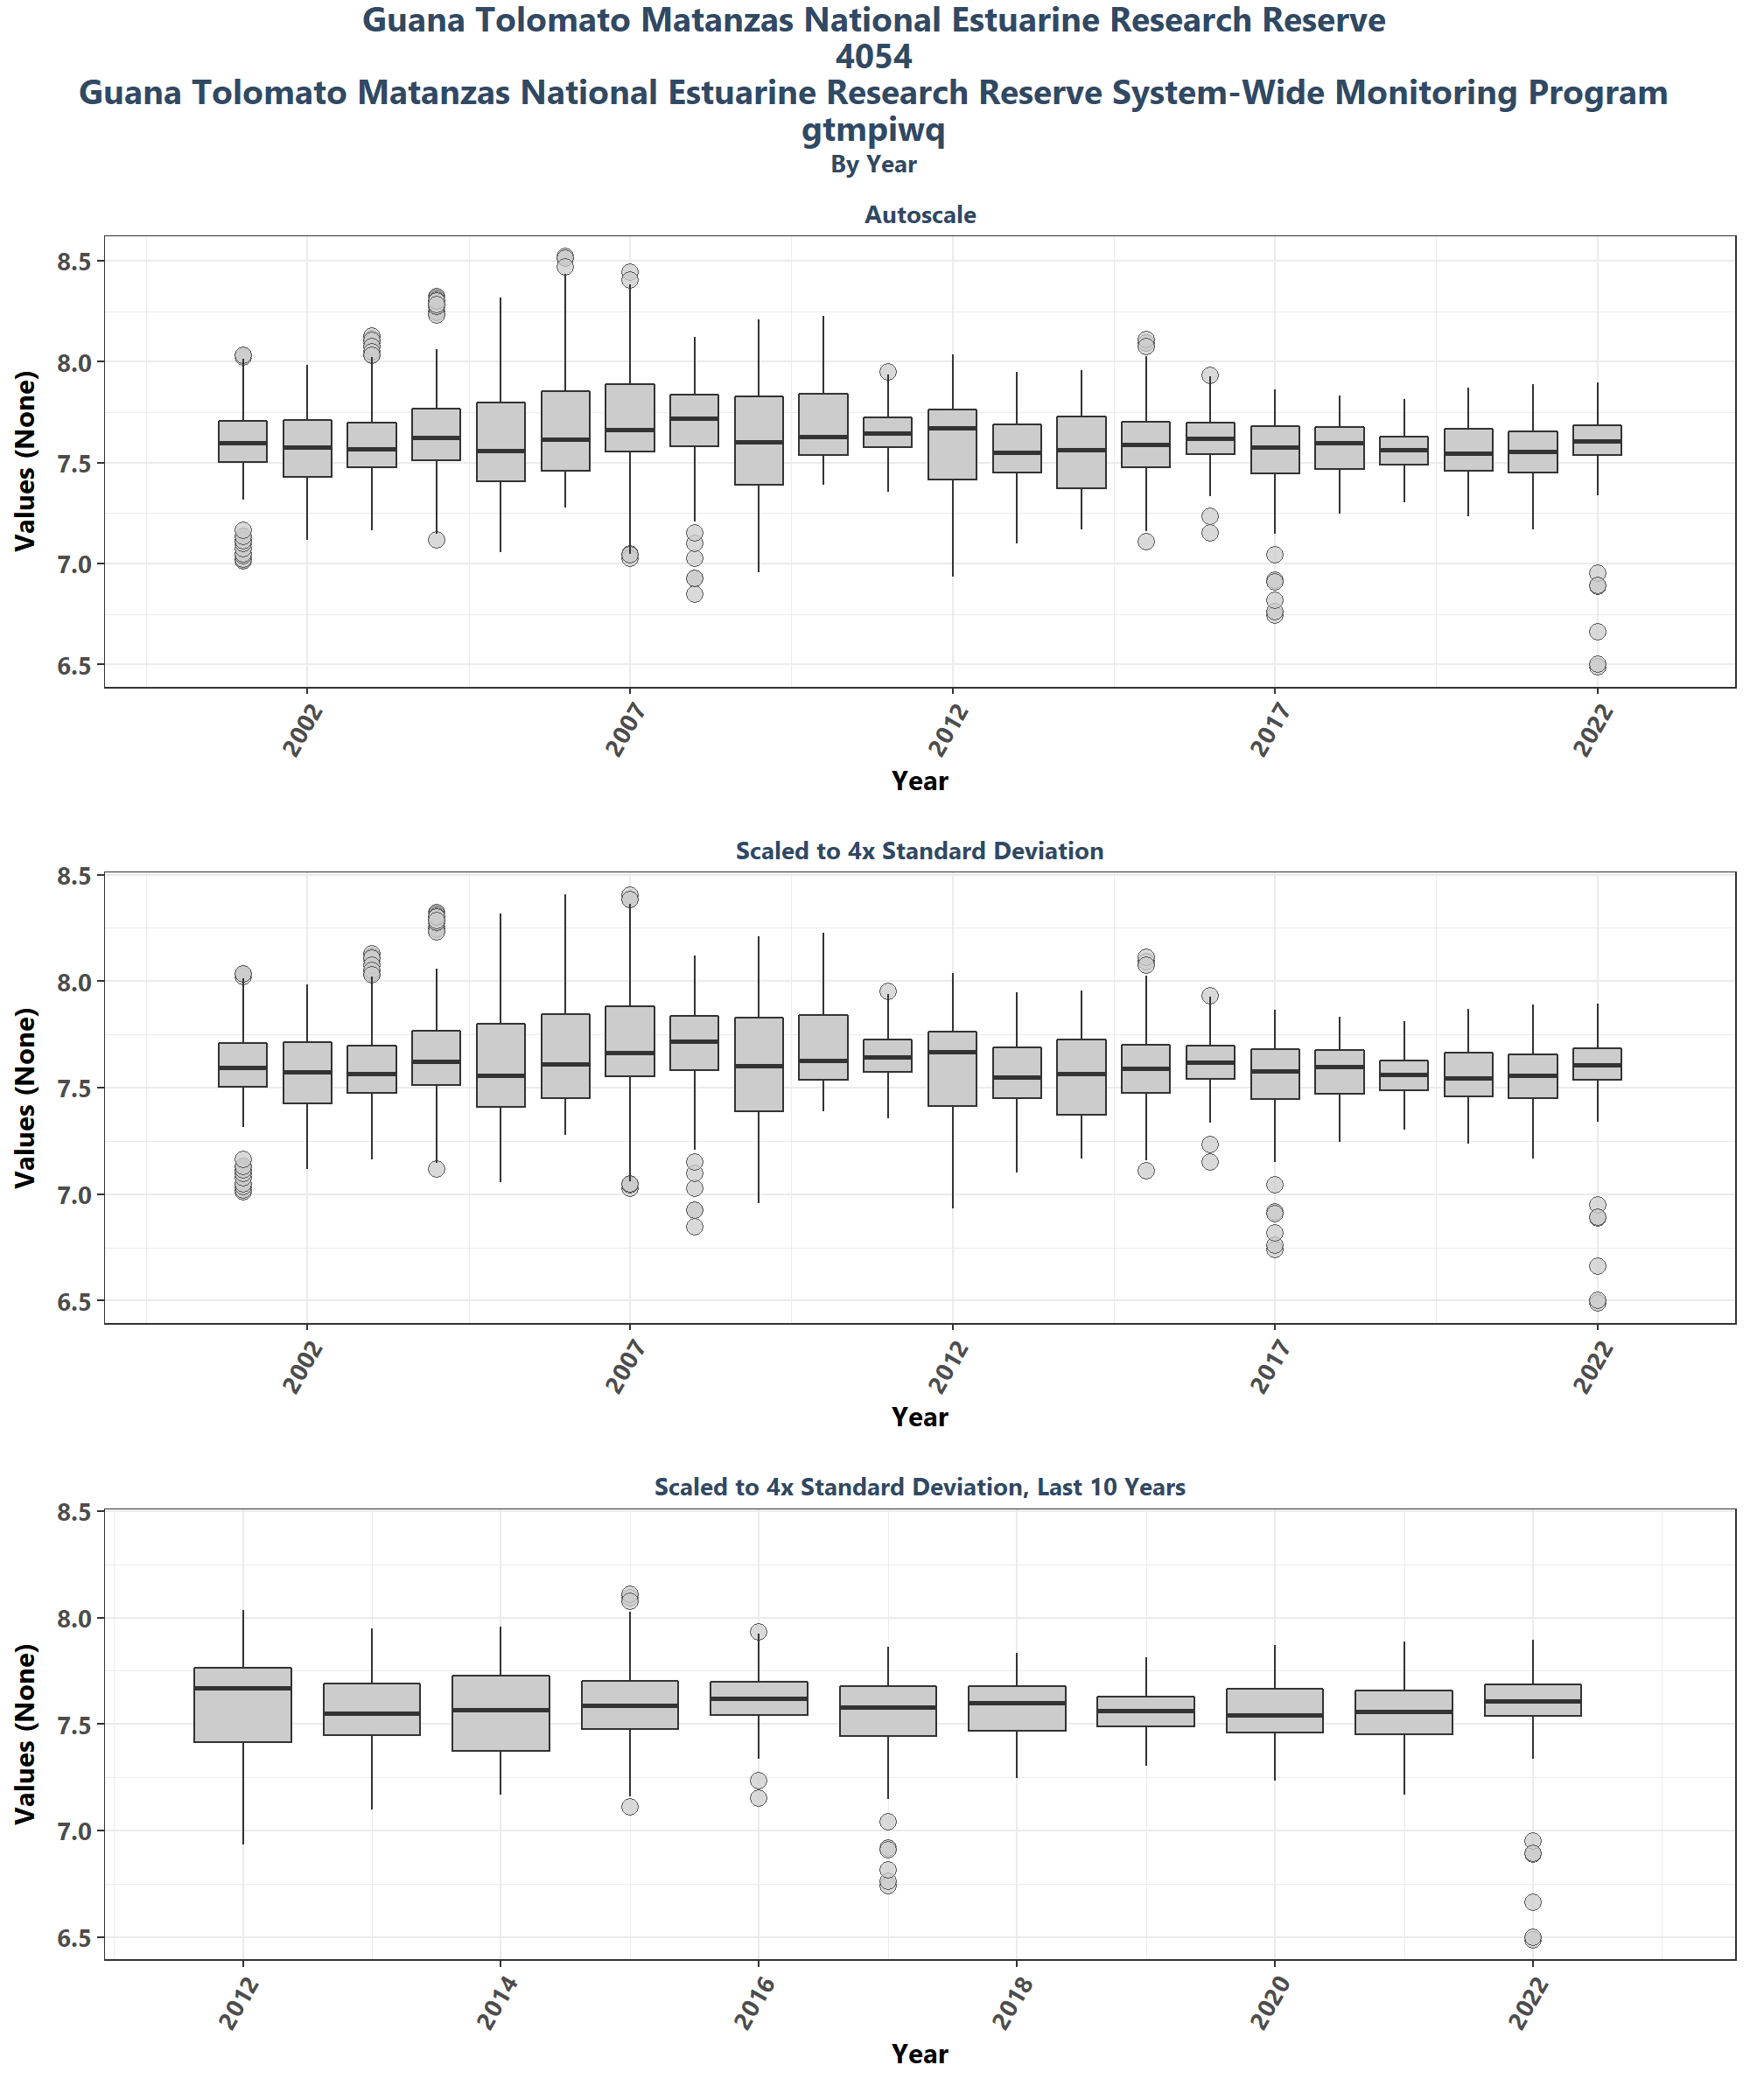 Guana Tolomato Matanzas National Estuarine Research Reserve
4054
Guana Tolomato Matanzas National Estuarine Research Reserve System-Wide Monitoring Program
gtmpiwq
By Year
Autoscale
Values (None)
8.5
8.0
7.5
7.0
6.5
2002
2007
2012
2017
2022
Year
Scaled to 4x Standard Deviation
Values (None)
8.5
8.0
7.5
7.0
6.5
2002
2007
2012
2017
2022
Year
Scaled to 4x Standard Deviation, Last 10 Years
Values (None)
8.5
8.0
7.5
7.0
6.5
2012
2014
2016
2018
2020
2022
Year